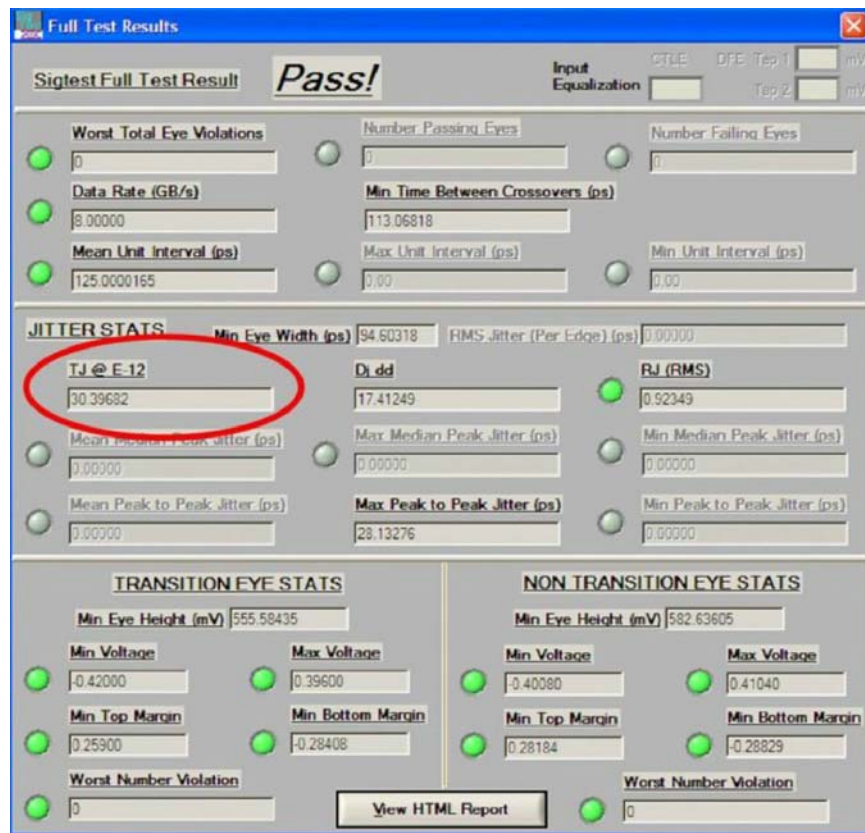 Full Test Results
Sigtest Full Test Result Pass! Input Equalization CTLE DFE Tap 1 mV
Tap 2 mV
Worst Total Eye Violations Number Passing Eyes Number Failing Eyes
0 0 0
Data Rate (GB/s) Min Time Between Crossovers (ps)
8.00000 113.06818
Mean Unit Interval (ps) Max Unit Interval (ps) Min Unit Interval (ps)
125.0000165 0.00 0.00
JITTER STATS Min Eye Width (ps) 94.60318 RMS Jitter (Per Edge) (ps) 0.00000
TJ @ E-12 Dj dd RJ (RMS)
30.39682 17.41249 0.92349
Mean Median Peak Jitter (ps) Max Median Peak Jitter (ps) Min Median Peak Jitter (ps)
0.00000 0.00000 0.00000
Mean Peak to Peak Jitter (ps) Max Peak to Peak Jitter (ps) Min Peak to Peak Jitter (ps)
0.00000 28.13276 0.00000
TRANSITION EYE STATS NON TRANSITION EYE STATS
Min Eye Height (mV) 555.58435 Min Eye Height (mV) 582.63605
Min Voltage Max Voltage Min Voltage Max Voltage
-0.42000 0.39600 -0.40080 0.41040
Min Top Margin Min Bottom Margin Min Top Margin Min Bottom Margin
0.25900 -0.28408 0.28184 -0.28829
Worst Number Violation Worst Number Violation
0 View HTML Report 0